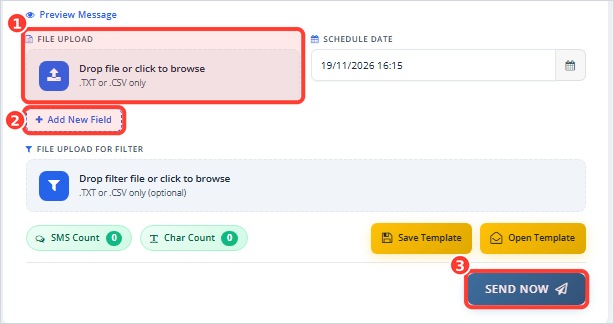 Preview Message
1
FILE UPLOAD
SCHEDULE DATE
Drop file or click to browse
.TXT or .CSV only
19/11/2026 16:15
2
+ Add New Field
FILE UPLOAD FOR FILTER
Drop filter file or click to browse
.TXT or .CSV only (optional)
SMS Count 0
Char Count 0
Save Template
Open Template
3
SEND NOW